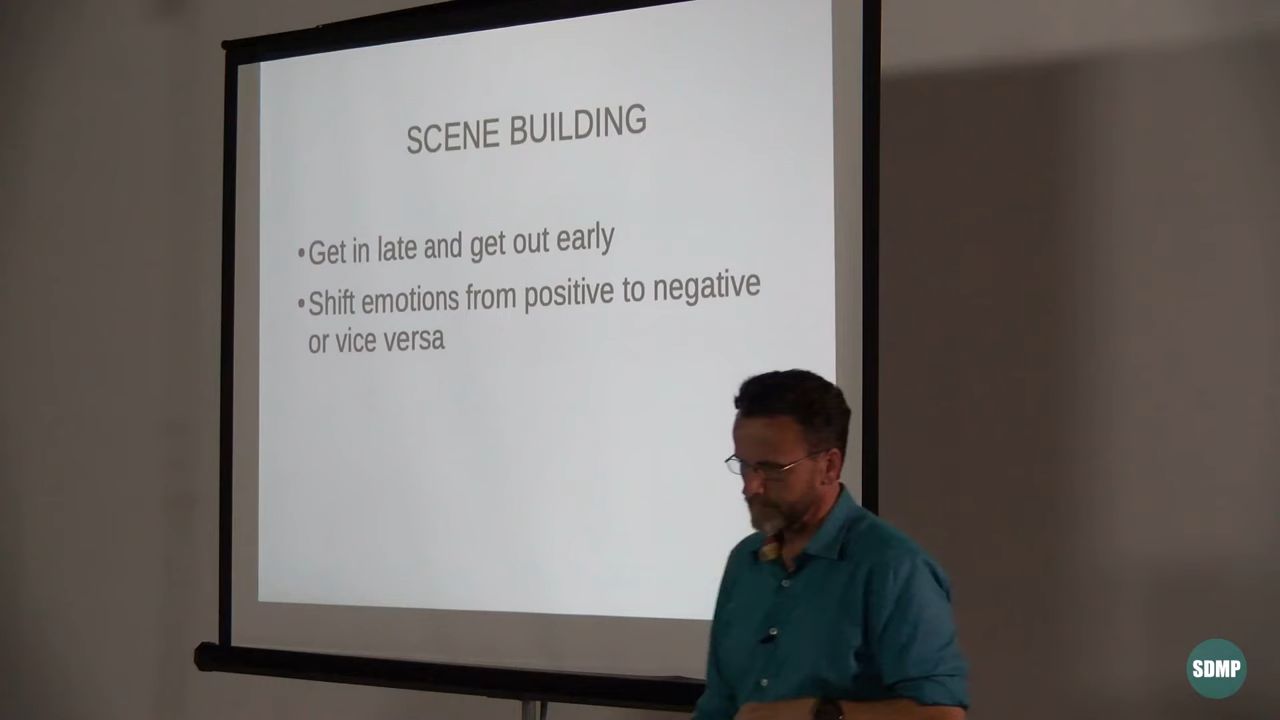 SCENE BUILDING
•Get in late and get out early
•Shift emotions from positive to negative
or vice versa
SDMP